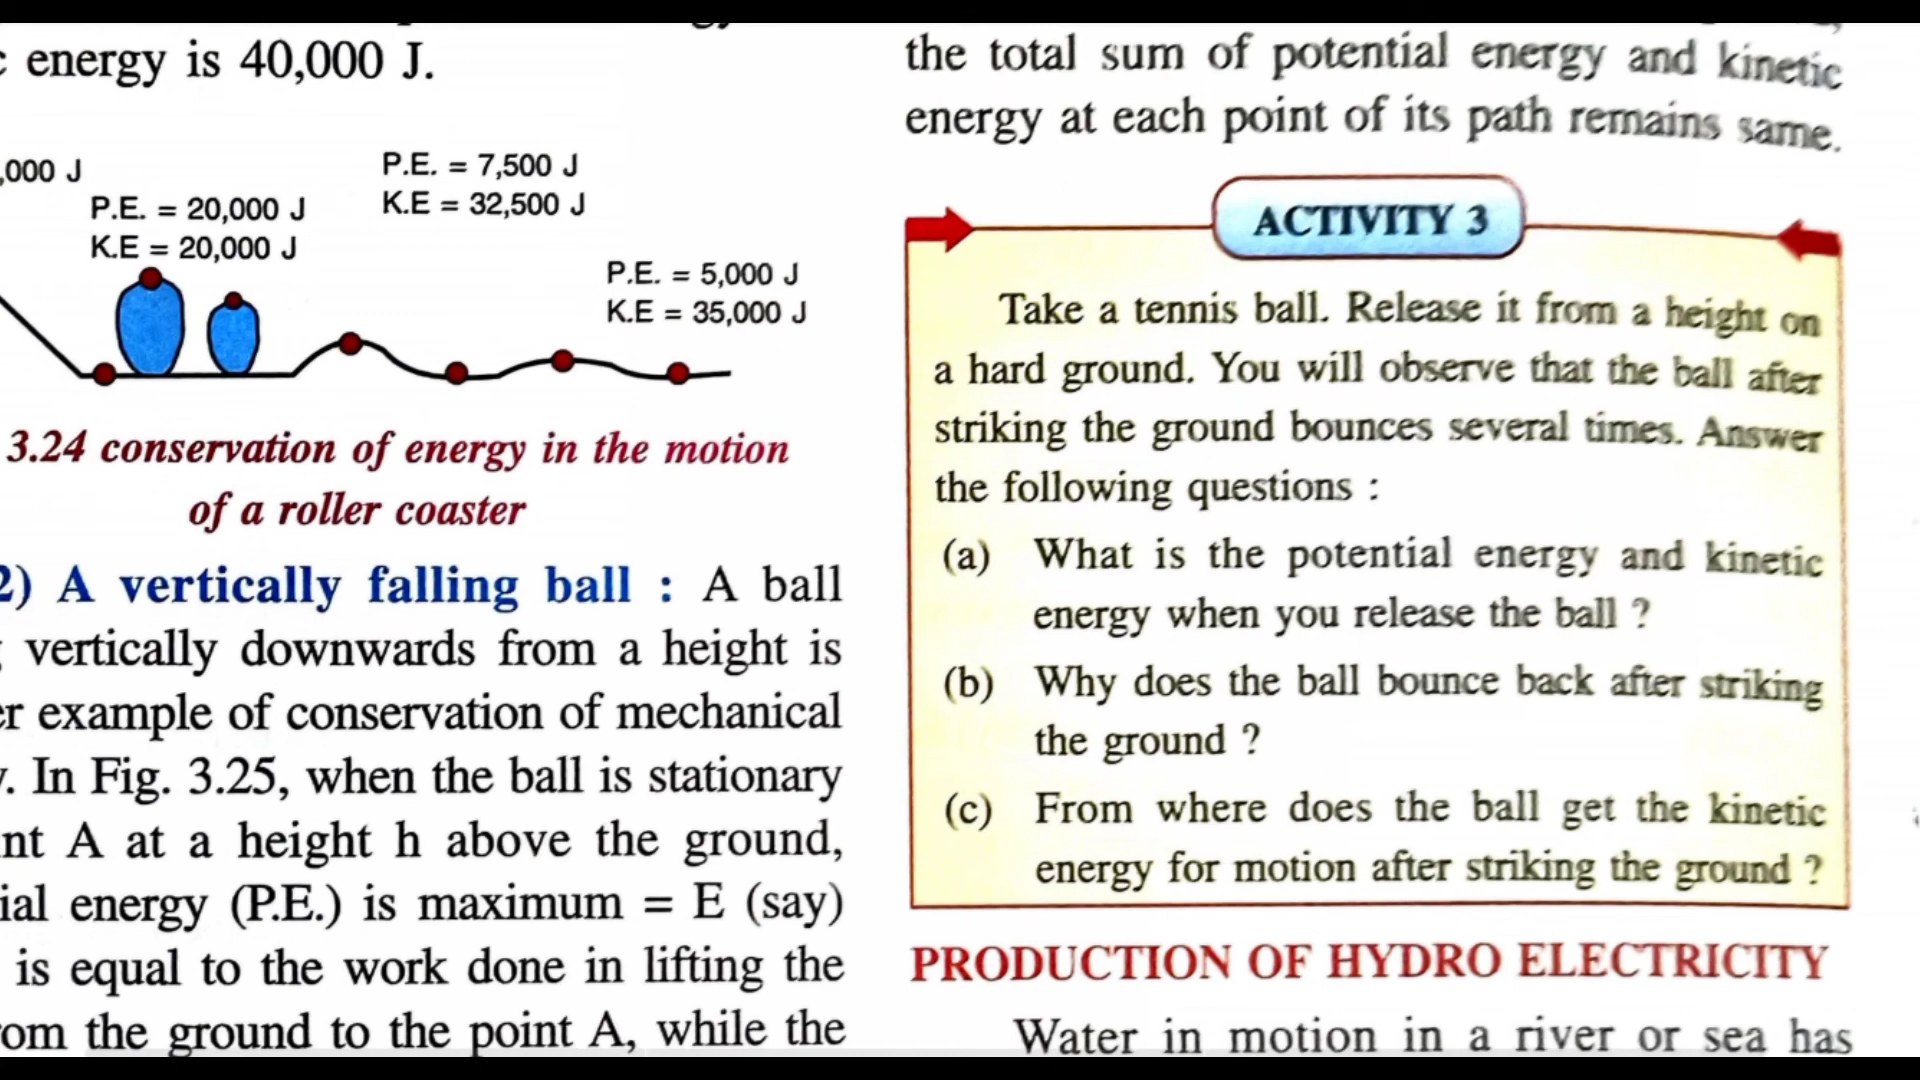 energy is 40,000 J.
,000 J
P.E. = 20,000 J
K.E = 20,000 J
P.E. = 7,500 J
K.E = 32,500 J
P.E. = 5,000 J
K.E = 35,000 J
3.24 conservation of energy in the motion
of a roller coaster
2) A vertically falling ball : A ball
vertically downwards from a height is
er example of conservation of mechanical
. In Fig. 3.25, when the ball is stationary
nt A at a height h above the ground,
ial energy (P.E.) is maximum = E (say)
is equal to the work done in lifting the
om the ground to the point A, while the
the total sum of potential energy and kinetic
energy at each point of its path remains same.
ACTIVITY 3
Take a tennis ball. Release it from a height on
a hard ground. You will observe that the ball after
striking the ground bounces several times. Answer
the following questions :
(a) What is the potential energy and kinetic
energy when you release the ball ?
(b) Why does the ball bounce back after striking
the ground ?
(c) From where does the ball get the kinetic
energy for motion after striking the ground ?
PRODUCTION OF HYDRO ELECTRICITY
Water in motion in a river or sea has